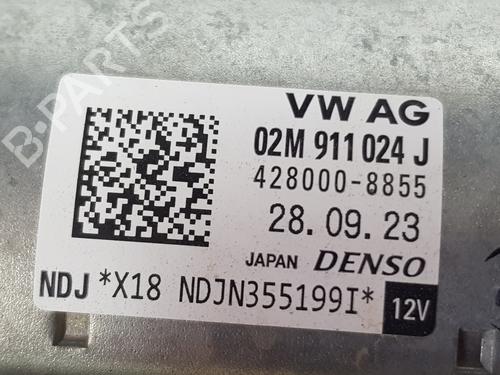 B-PARTS
VW AG
02M 911 024 J
428000-8855
28. 09. 23
JAPAN DENSO
NDJ *X18 NDJN355199I* 12V